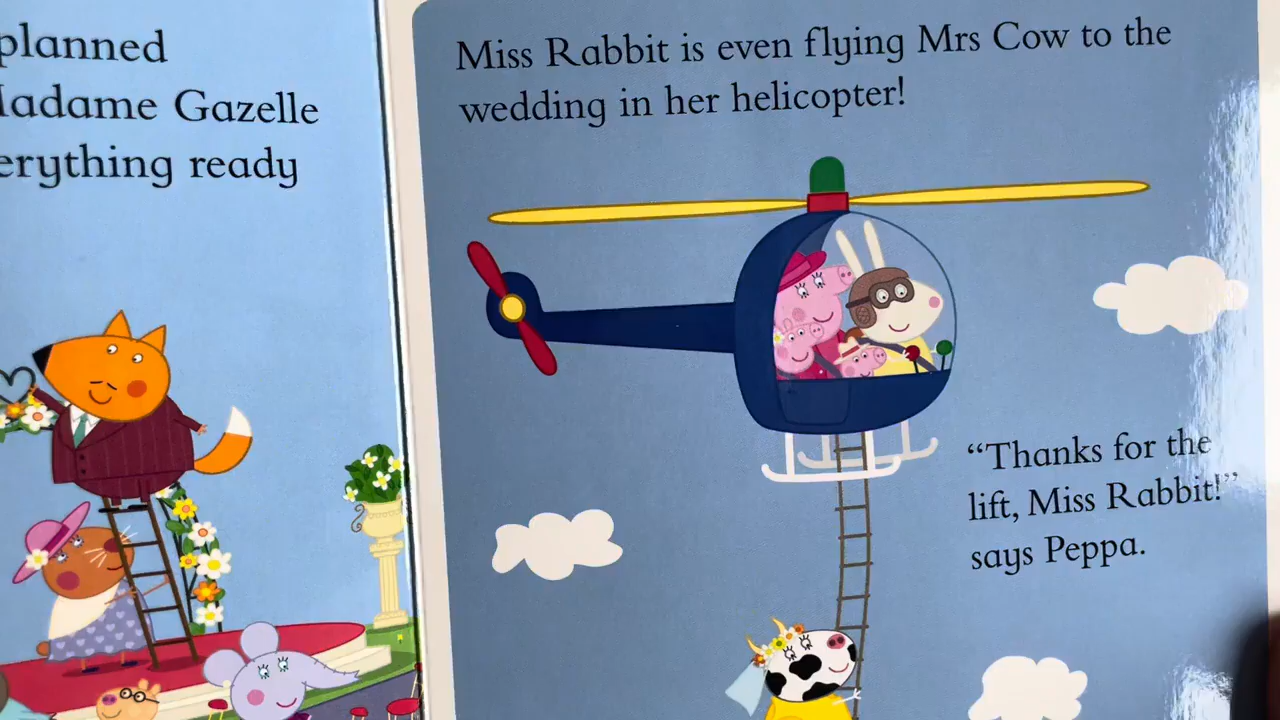 planned
Madame Gazelle
erything ready
Miss Rabbit is even flying Mrs Cow to the
wedding in her helicopter!
“Thanks for the
lift, Miss Rabbit!”
says Peppa.